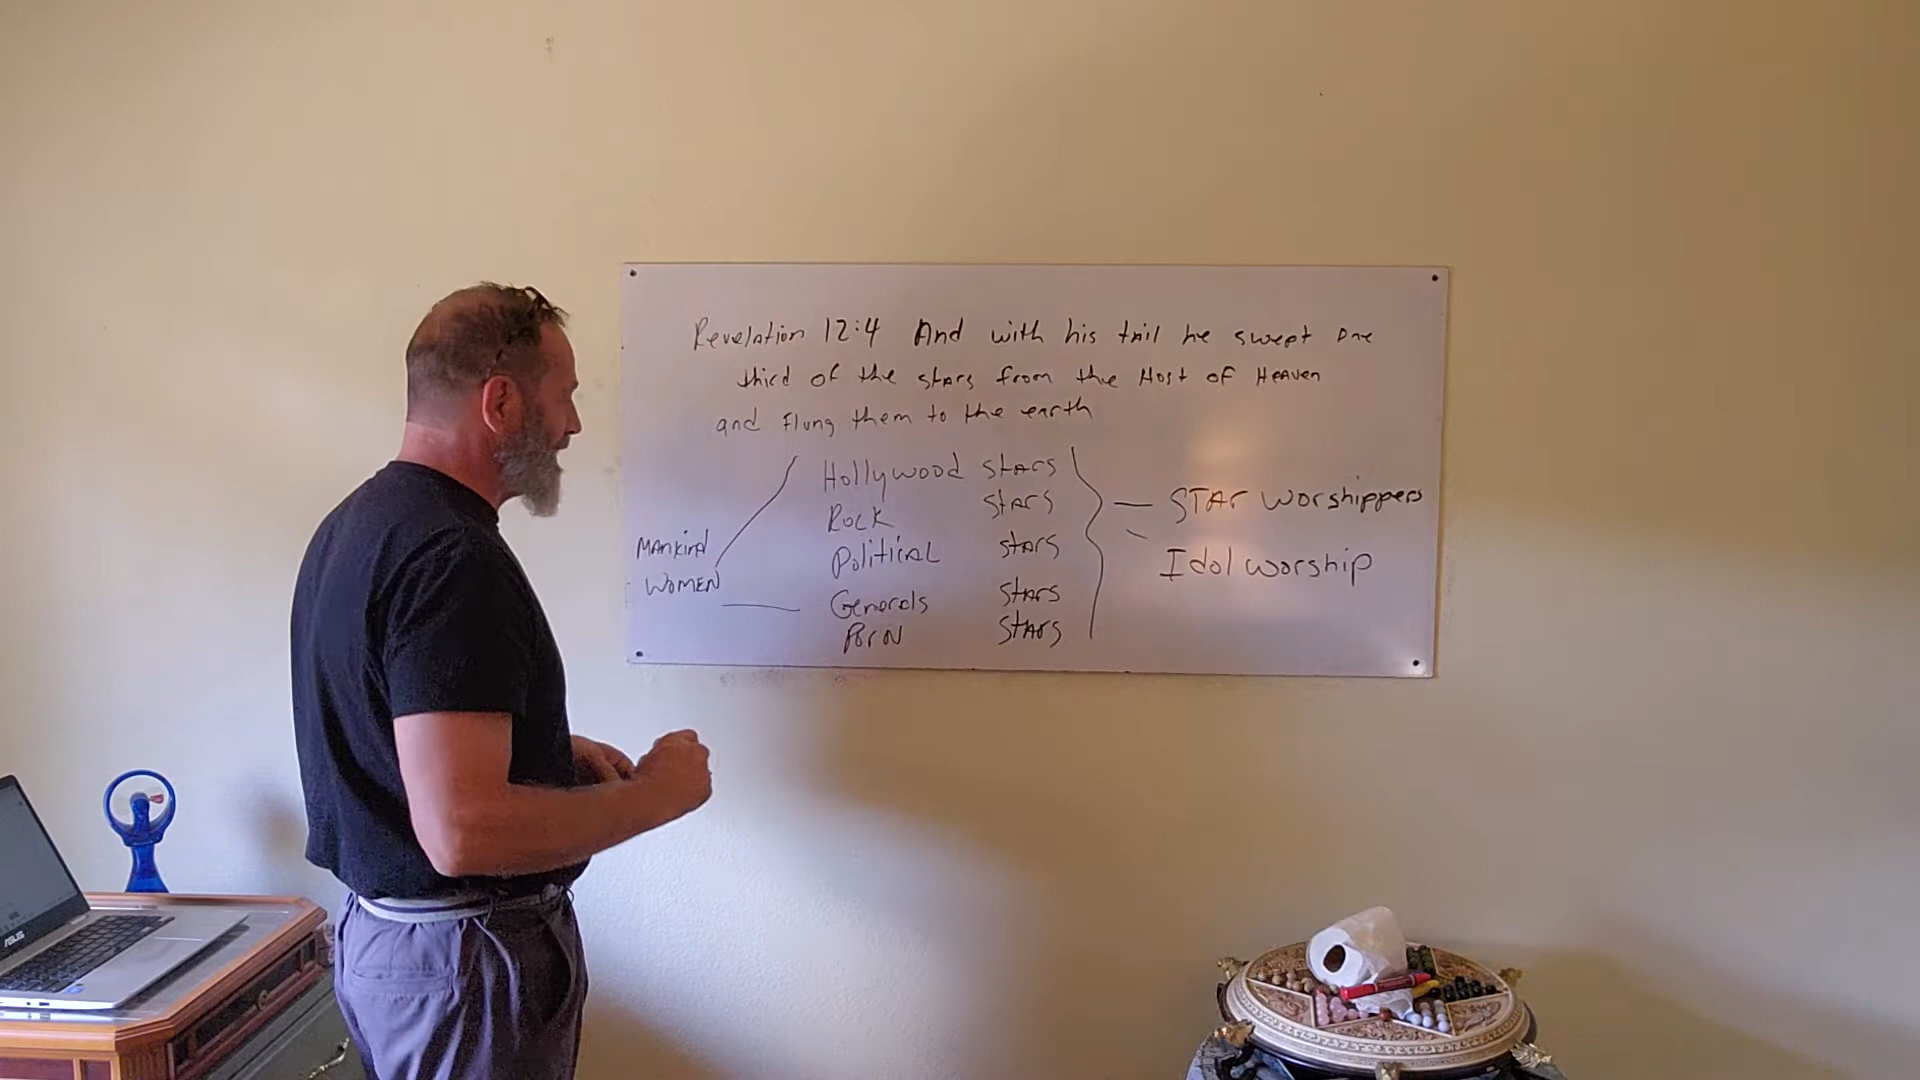 Revelation 12:4 And with his tail he swept one
third of the stars from the Host of Heaven
and flung them to the earth
Hollywood stars
Rock stars
Political stars
Generals stars
Porn stars
Mankind
WOMEN
STAr worshippers
Idol worship
ASUS